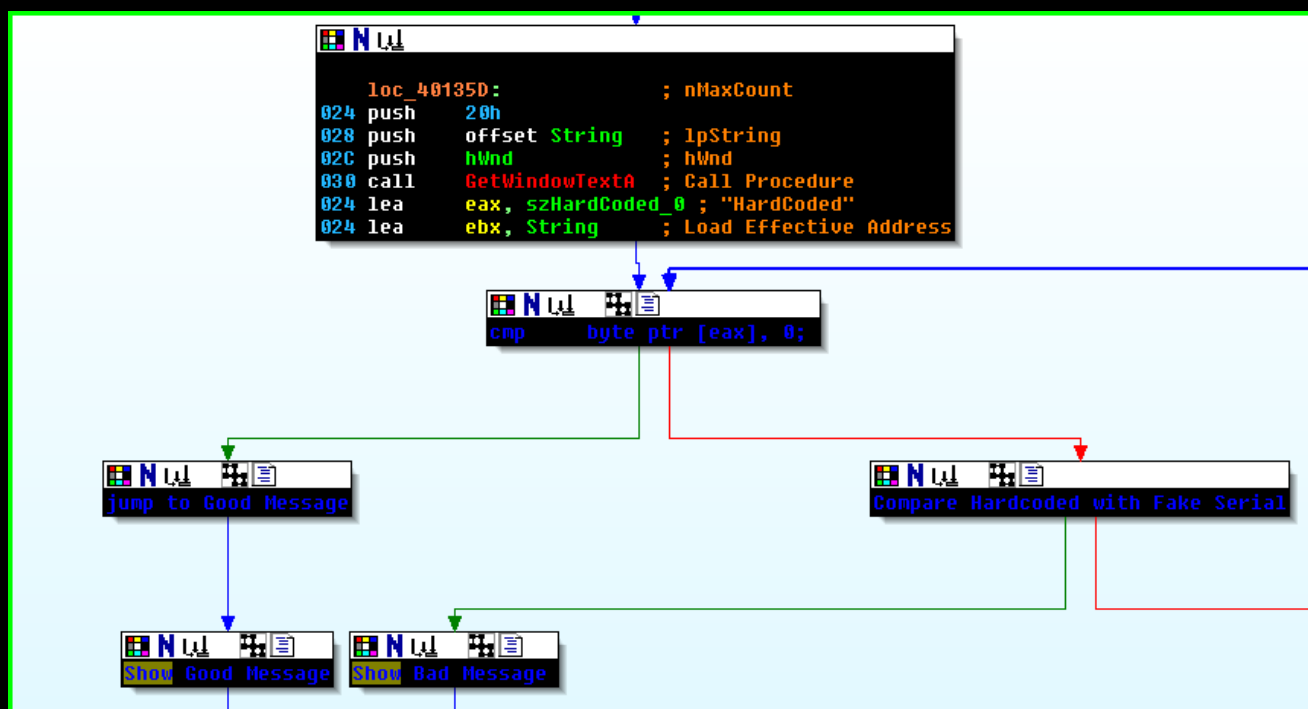 loc_40135D: ; nMaxCount
024 push 20h
028 push offset String ; lpString
02C push hWnd ; hWnd
030 call GetWindowTextA ; Call Procedure
024 lea eax, szHardCoded_0 ; "HardCoded"
024 lea ebx, String ; Load Effective Address
cmp byte ptr [eax], 0;
jump to Good Message
Compare Hardcoded with Fake Serial
Show Good Message
Show Bad Message